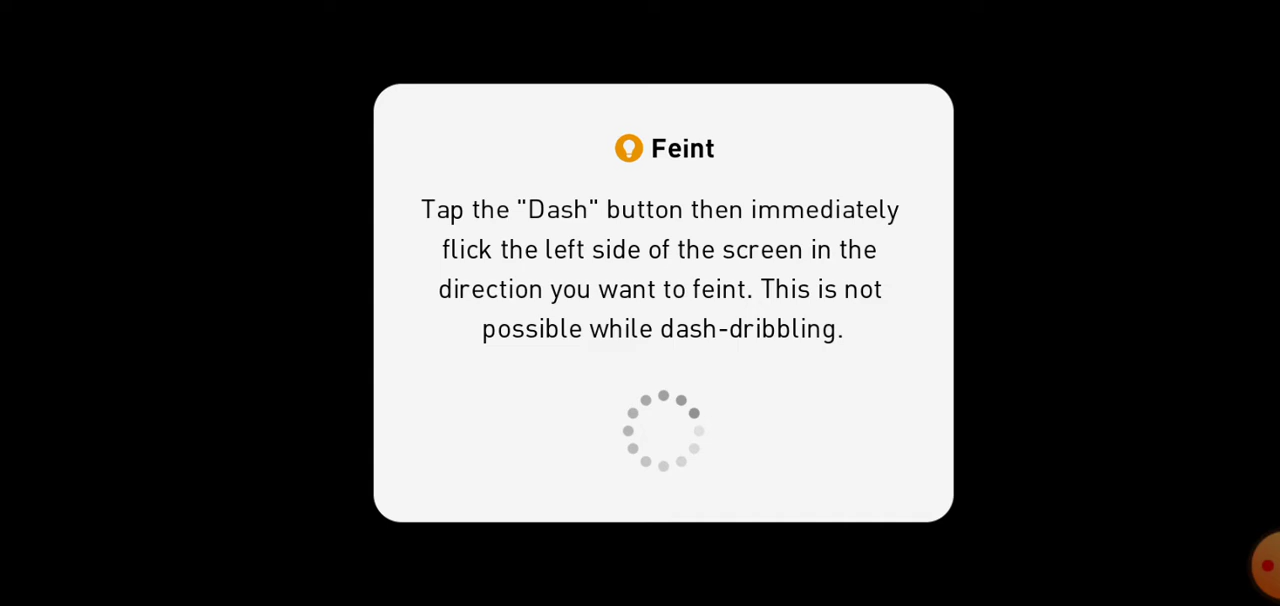 Feint
Tap the "Dash" button then immediately
flick the left side of the screen in the
direction you want to feint. This is not
possible while dash-dribbling.